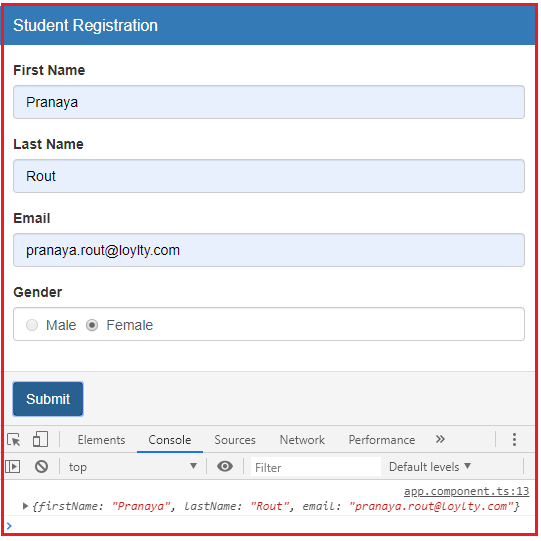 Student Registration
First Name
Pranaya
Last Name
Rout
Email
pranaya.rout@loylty.com
Gender
Male Female
Submit
Elements Console Sources Network Performance »
top Filter Default levels
app.component.ts:13
{firstName: "Pranaya", lastName: "Rout", email: "pranaya.rout@loylty.com"}